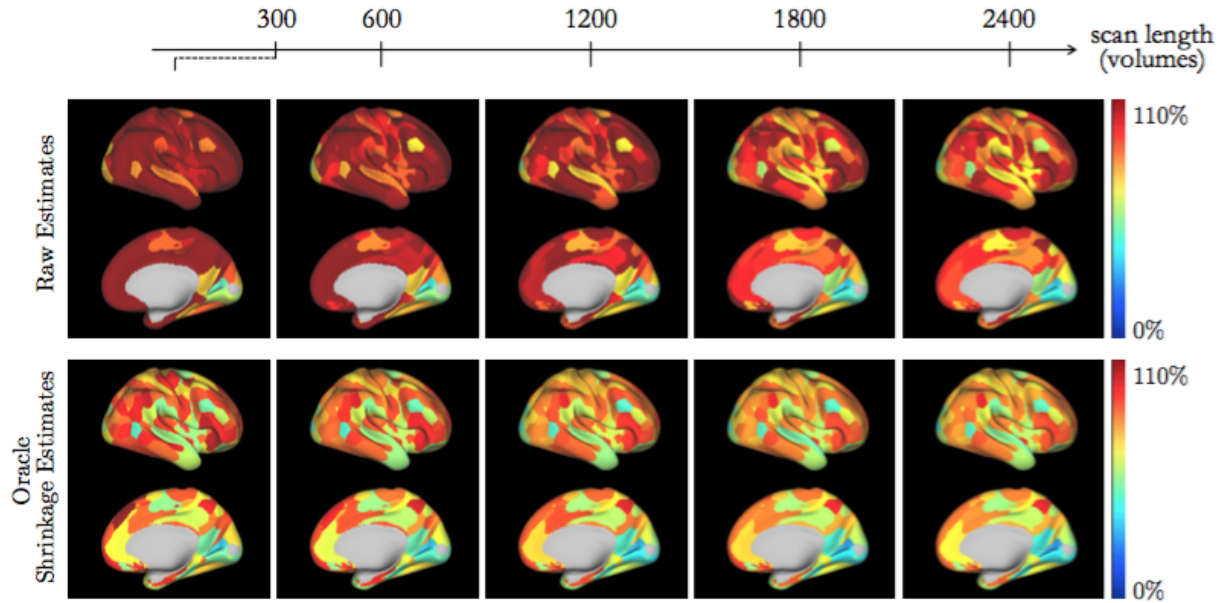 300 600 1200 1800 2400
scan length
(volumes)
Raw Estimates
110%
0%
Oracle
Shrinkage Estimates
110%
0%